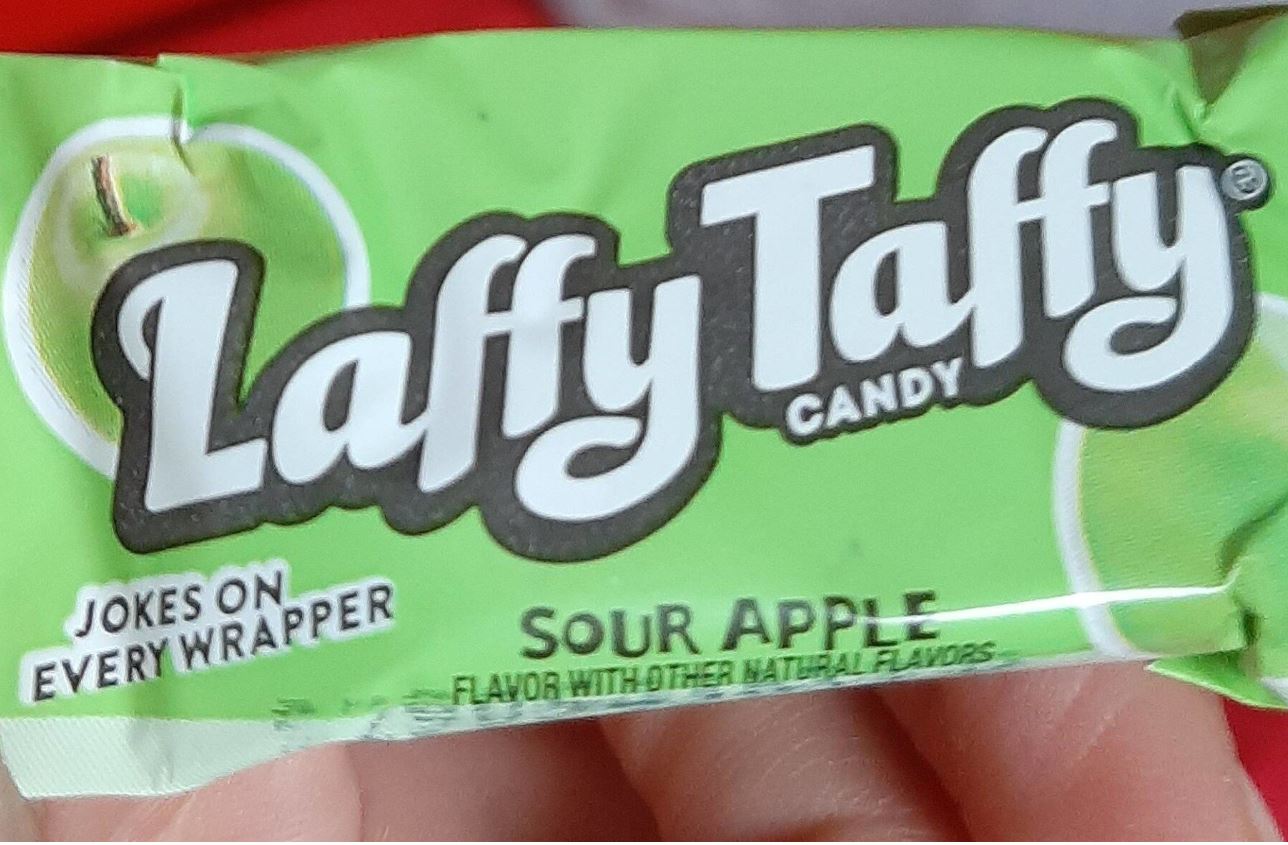 Laffy Taffy®
CANDY
JOKES ON
EVERY WRAPPER
SOUR APPLE
FLAVOR WITH OTHER NATURAL FLAVORS